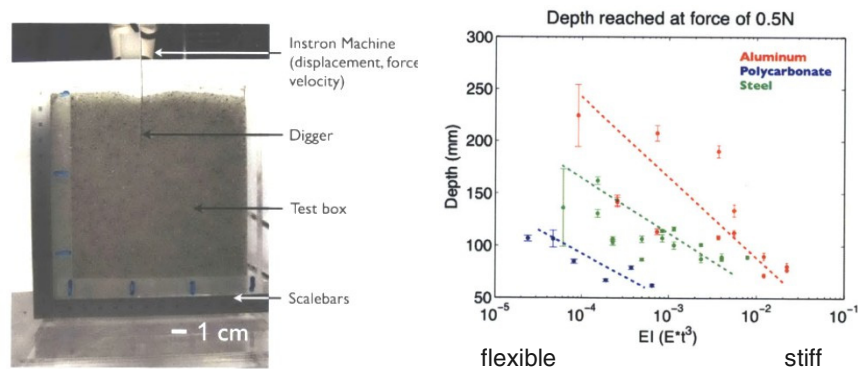 Instron Machine
(displacement, force
velocity)
Digger
Test box
Scalebars
1 cm
Depth reached at force of 0.5N
Aluminum
Polycarbonate
Steel
Depth (mm)
300
250
200
150
100
50
10⁻⁵
10⁻⁴
10⁻³
10⁻²
10⁻¹
EI (E*t³)
flexible
stiff